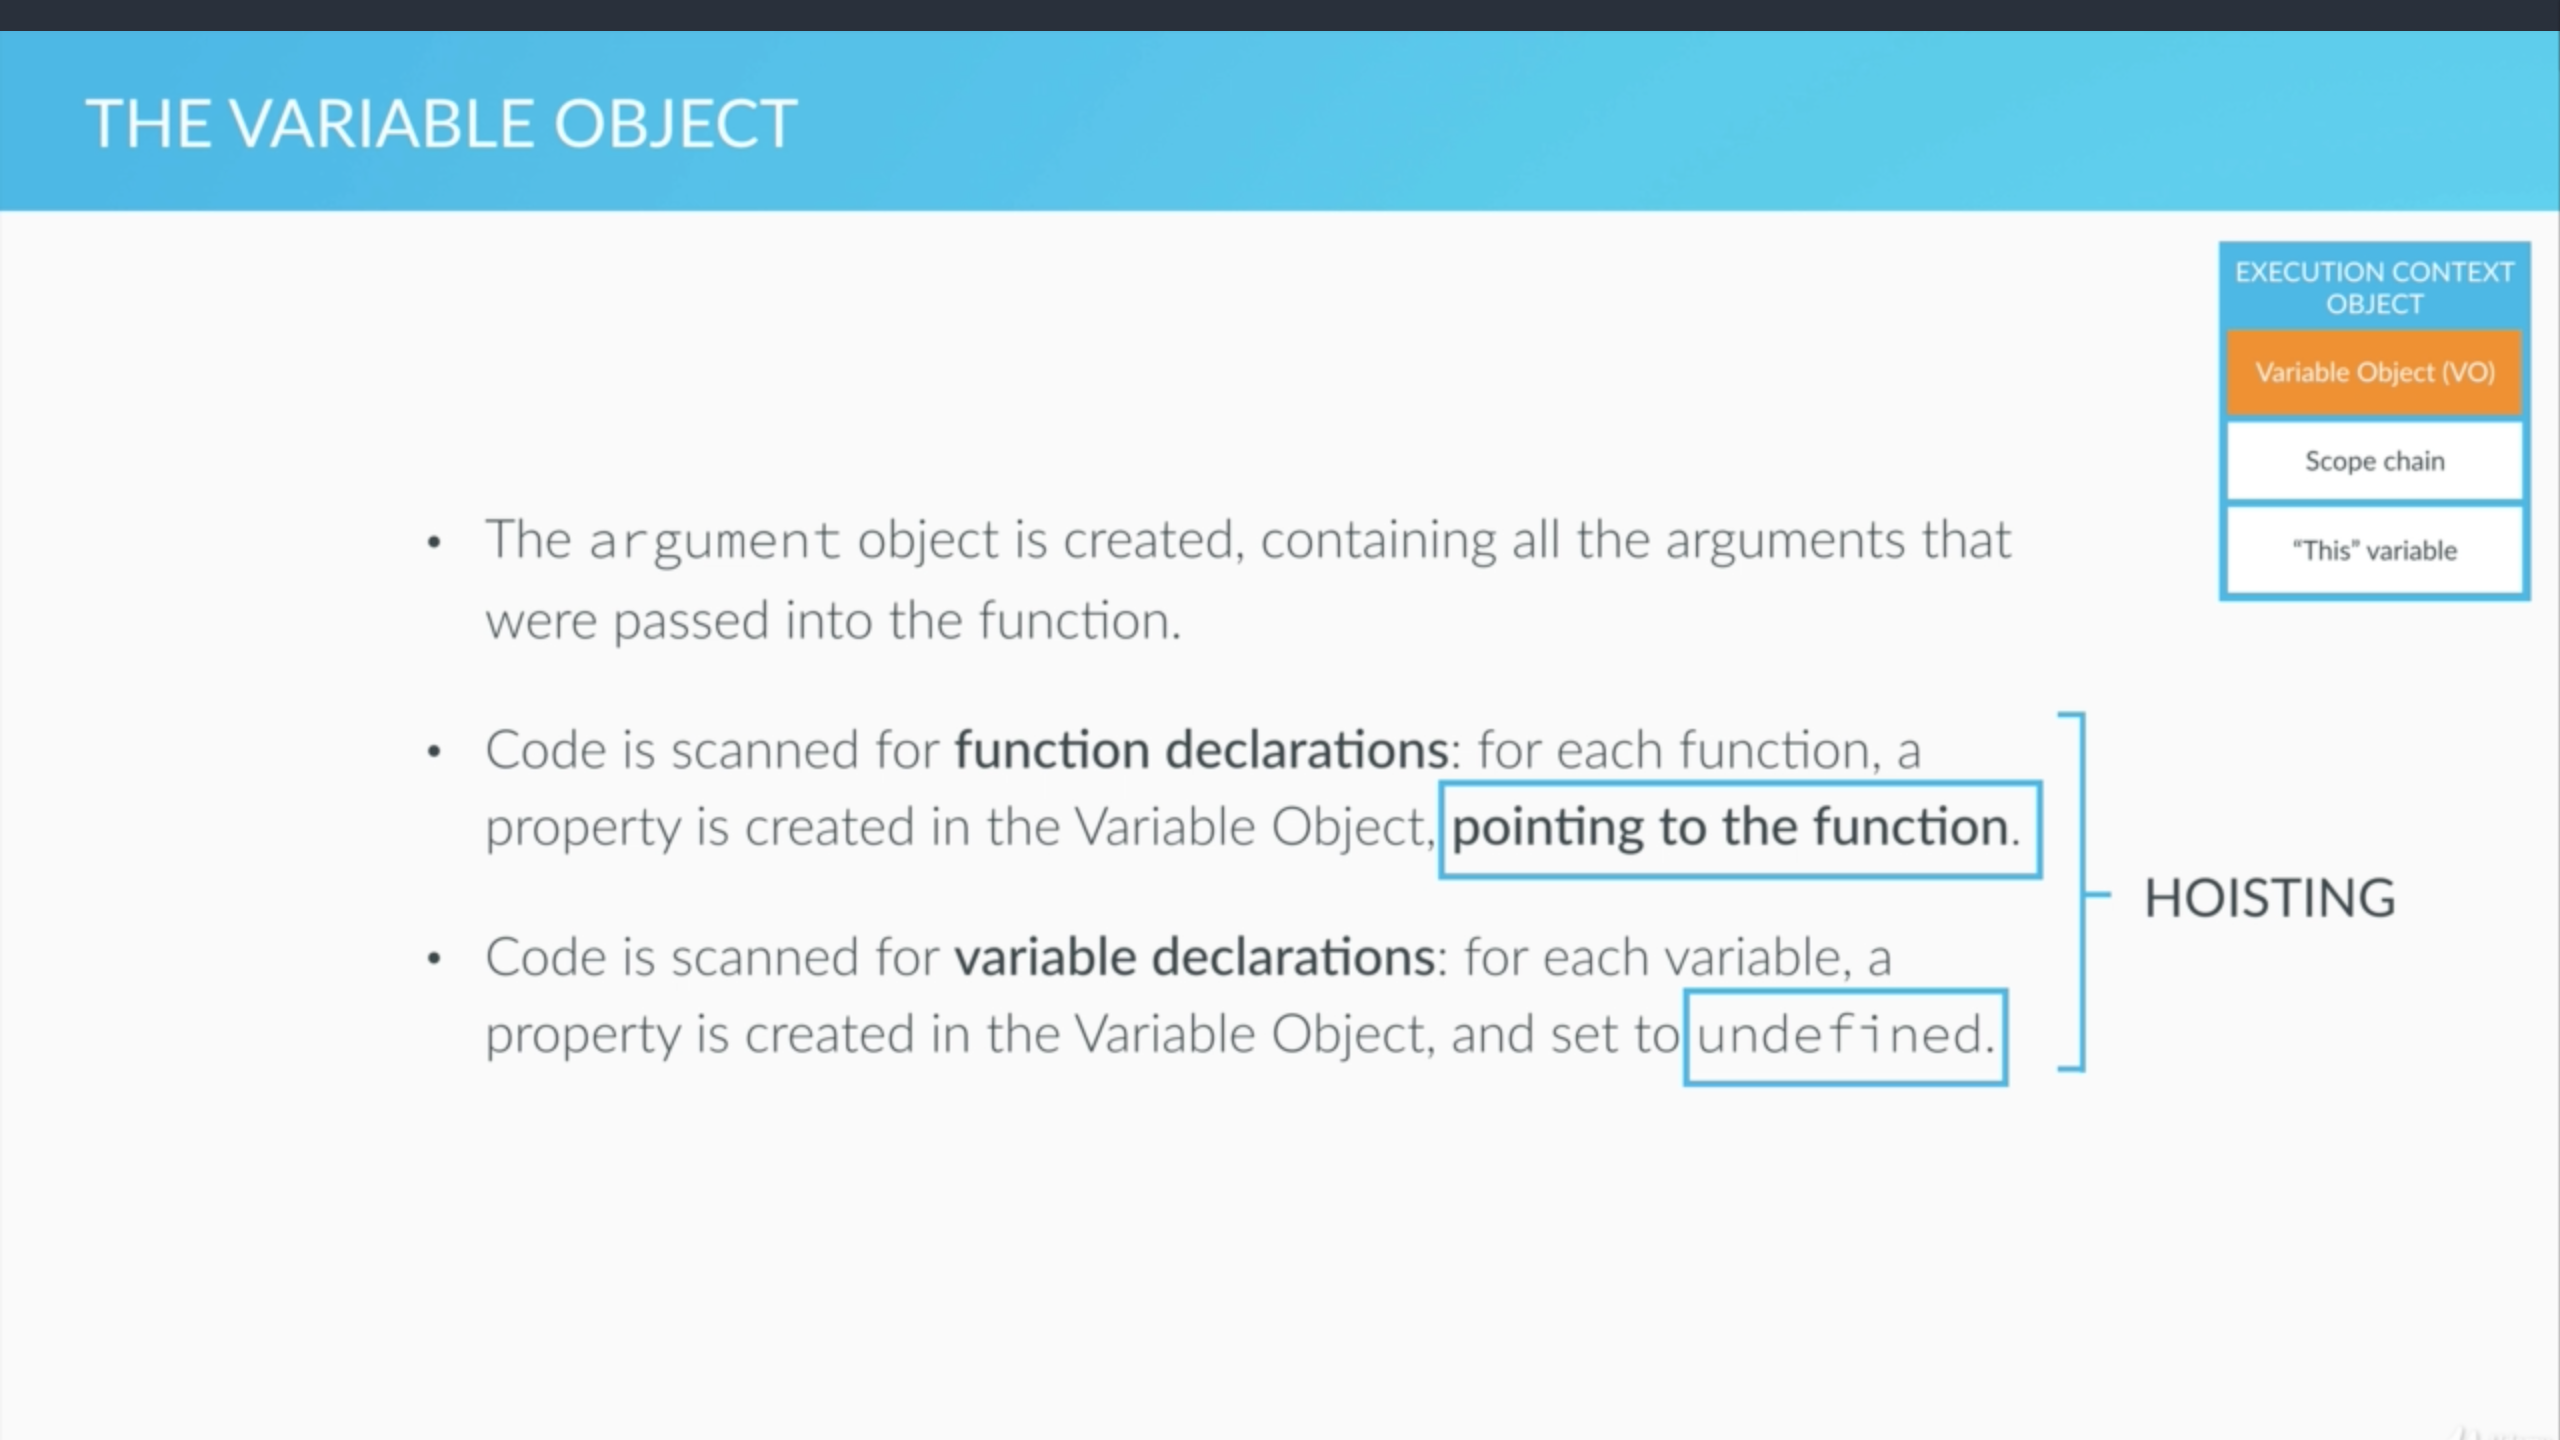 THE VARIABLE OBJECT
EXECUTION CONTEXT
OBJECT
Variable Object (VO)
Scope chain
“This” variable
• The argument object is created, containing all the arguments that
were passed into the function.
• Code is scanned for function declarations: for each function, a
property is created in the Variable Object, pointing to the function.
• Code is scanned for variable declarations: for each variable, a
property is created in the Variable Object, and set to undefined.
HOISTING